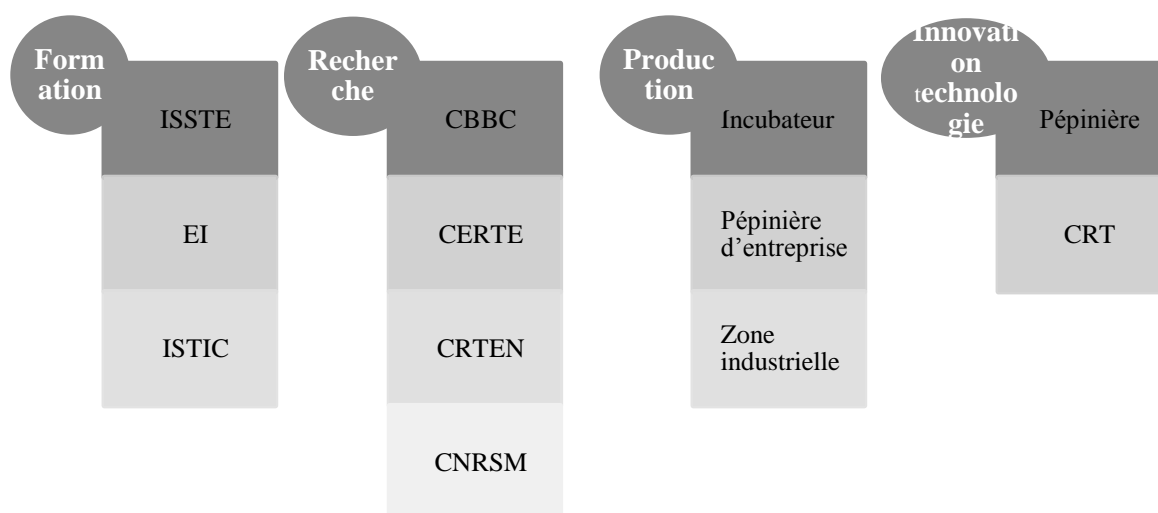 Form
ation
ISSTE
EI
ISTIC
Recher
che
CBBC
CERTE
CRTEN
CNRSM
Produc
tion
Incubateur
Pépinière
d’entreprise
Zone
industrielle
Innovati
on
technolo
gie
Pépinière
CRT